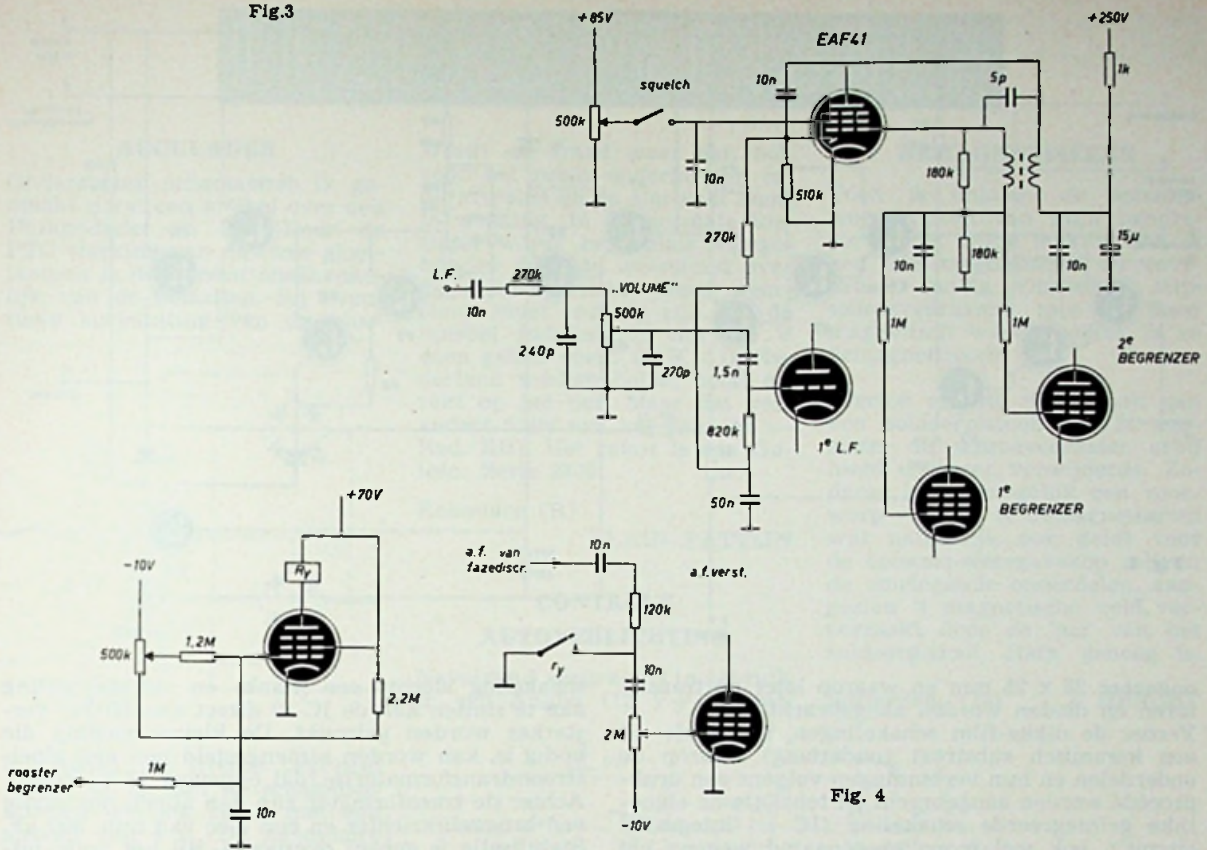 Fig.3
+85V
EAF41
+250V
1k
5p
10n
squelch
500k
10n
510k
180k
270k
10n
180k
10n
15µ
L.F.
270k
10n
„VOLUME”
500k
240p
270p
1,5n
1M
1M
2e
BEGRENZER
820k
1e L.F.
50n
1e
BEGRENZER
+70V
-10V
Ry
500k
1,2M
2,2M
rooster
begrenzer
1M
10n
a.f. van
fazediscr.
10n
a.f.verst.
120k
ry
10n
2M
-10V
Fig. 4